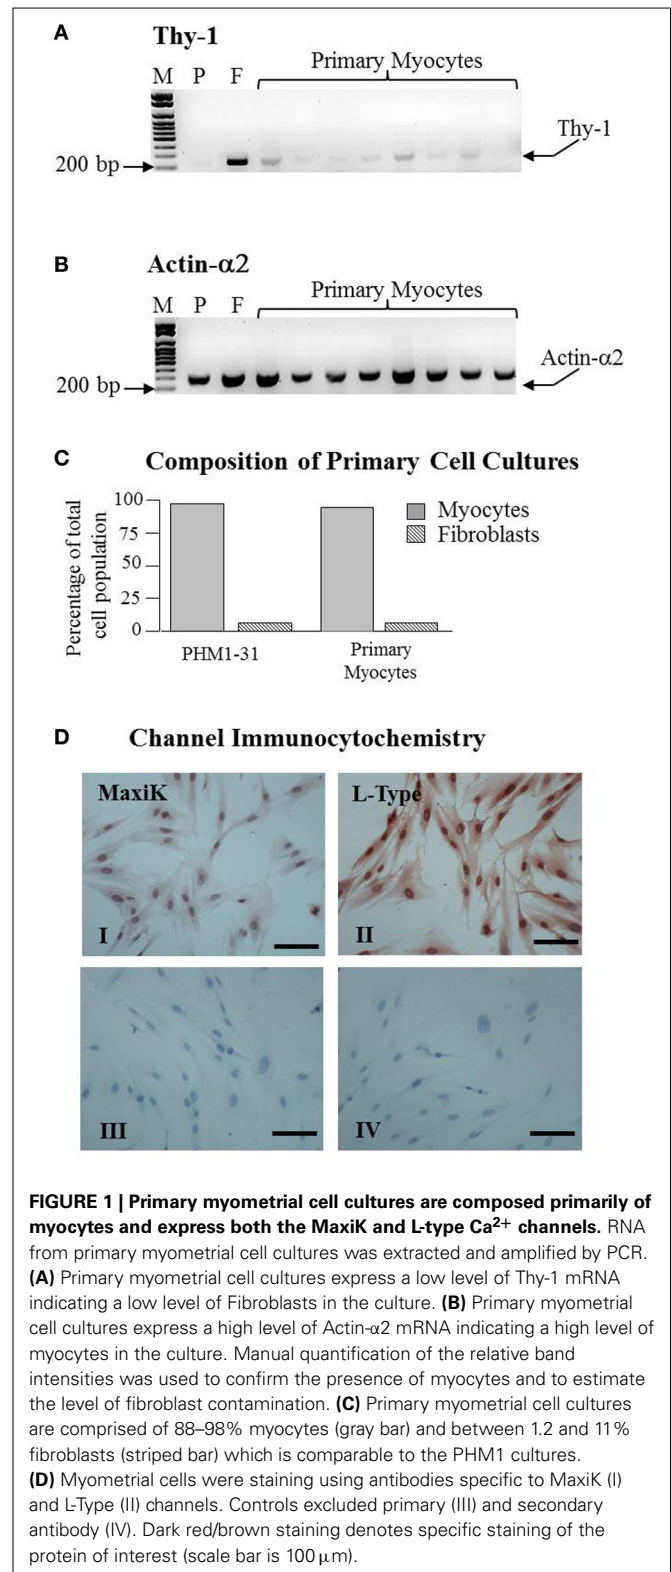 A
Thy-1
Primary Myocytes
M P F
Thy-1
200 bp
B
Actin-α2
Primary Myocytes
M P F
Actin-α2
200 bp
C
Composition of Primary Cell Cultures
Percentage of total
cell population
100
75
50
25
0
Myocytes
Fibroblasts
PHM1-31
Primary
Myocytes
D
Channel Immunocytochemistry
MaxiK
L-Type
I
II
III
IV
FIGURE 1 | Primary myometrial cell cultures are composed primarily of
myocytes and express both the MaxiK and L-type Ca²⁺ channels. RNA
from primary myometrial cell cultures was extracted and amplified by PCR.
(A) Primary myometrial cell cultures express a low level of Thy-1 mRNA
indicating a low level of Fibroblasts in the culture. (B) Primary myometrial
cell cultures express a high level of Actin-α2 mRNA indicating a high level of
myocytes in the culture. Manual quantification of the relative band
intensities was used to confirm the presence of myocytes and to estimate
the level of fibroblast contamination. (C) Primary myometrial cell cultures
are comprised of 88–98% myocytes (gray bar) and between 1.2 and 11%
fibroblasts (striped bar) which is comparable to the PHM1 cultures.
(D) Myometrial cells were staining using antibodies specific to MaxiK (I)
and L-Type (II) channels. Controls excluded primary (III) and secondary
antibody (IV). Dark red/brown staining denotes specific staining of the
protein of interest (scale bar is 100 μm).